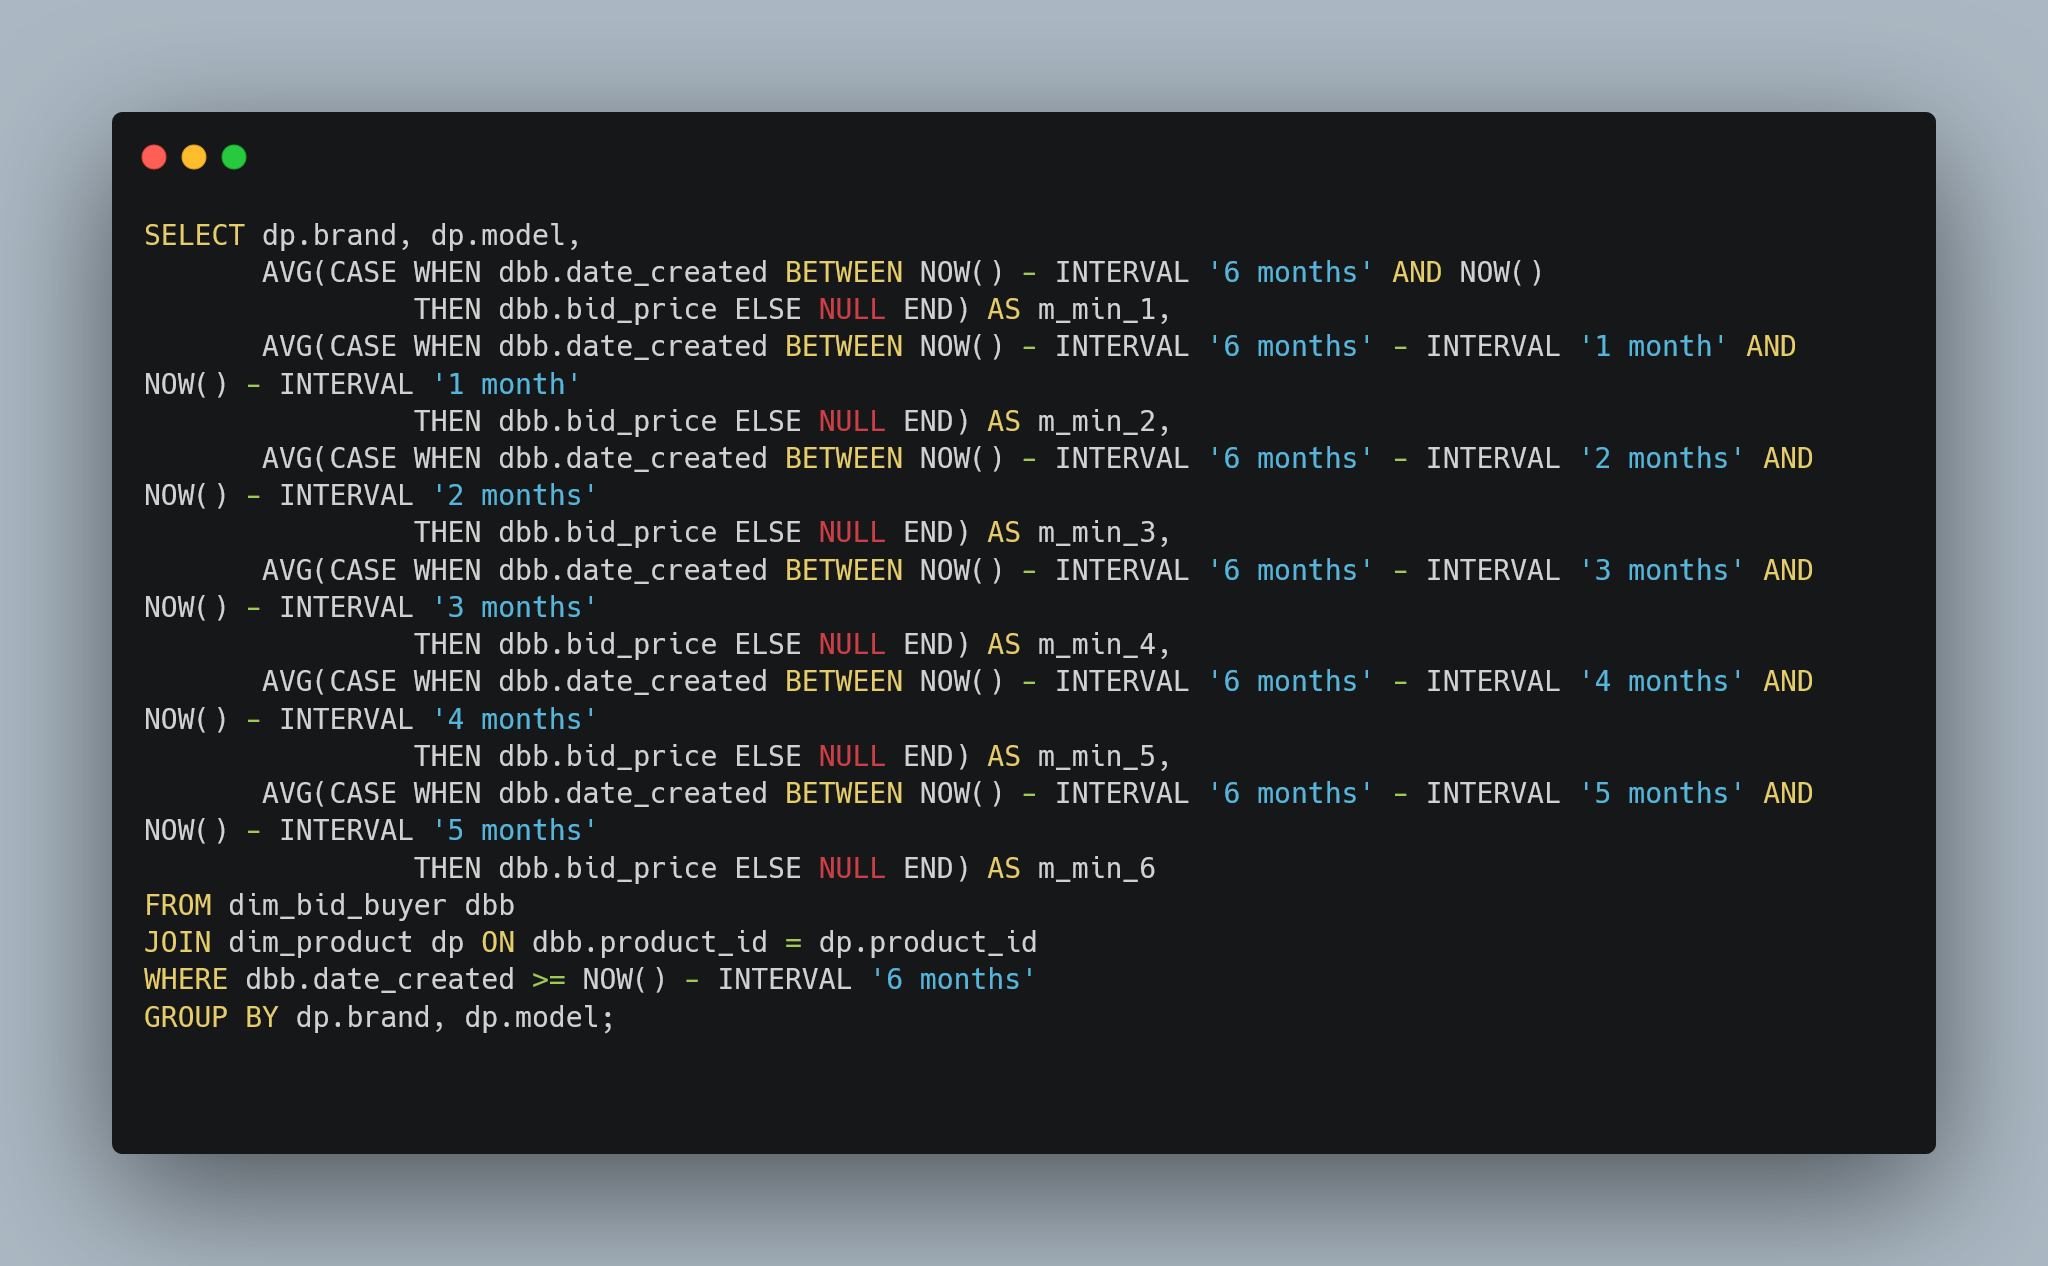 SELECT dp.brand, dp.model,
       AVG(CASE WHEN dbb.date_created BETWEEN NOW() - INTERVAL '6 months' AND NOW()
                THEN dbb.bid_price ELSE NULL END) AS m_min_1,
       AVG(CASE WHEN dbb.date_created BETWEEN NOW() - INTERVAL '6 months' - INTERVAL '1 month' AND
NOW() - INTERVAL '1 month'
                THEN dbb.bid_price ELSE NULL END) AS m_min_2,
       AVG(CASE WHEN dbb.date_created BETWEEN NOW() - INTERVAL '6 months' - INTERVAL '2 months' AND
NOW() - INTERVAL '2 months'
                THEN dbb.bid_price ELSE NULL END) AS m_min_3,
       AVG(CASE WHEN dbb.date_created BETWEEN NOW() - INTERVAL '6 months' - INTERVAL '3 months' AND
NOW() - INTERVAL '3 months'
                THEN dbb.bid_price ELSE NULL END) AS m_min_4,
       AVG(CASE WHEN dbb.date_created BETWEEN NOW() - INTERVAL '6 months' - INTERVAL '4 months' AND
NOW() - INTERVAL '4 months'
                THEN dbb.bid_price ELSE NULL END) AS m_min_5,
       AVG(CASE WHEN dbb.date_created BETWEEN NOW() - INTERVAL '6 months' - INTERVAL '5 months' AND
NOW() - INTERVAL '5 months'
                THEN dbb.bid_price ELSE NULL END) AS m_min_6
FROM dim_bid_buyer dbb
JOIN dim_product dp ON dbb.product_id = dp.product_id
WHERE dbb.date_created >= NOW() - INTERVAL '6 months'
GROUP BY dp.brand, dp.model;